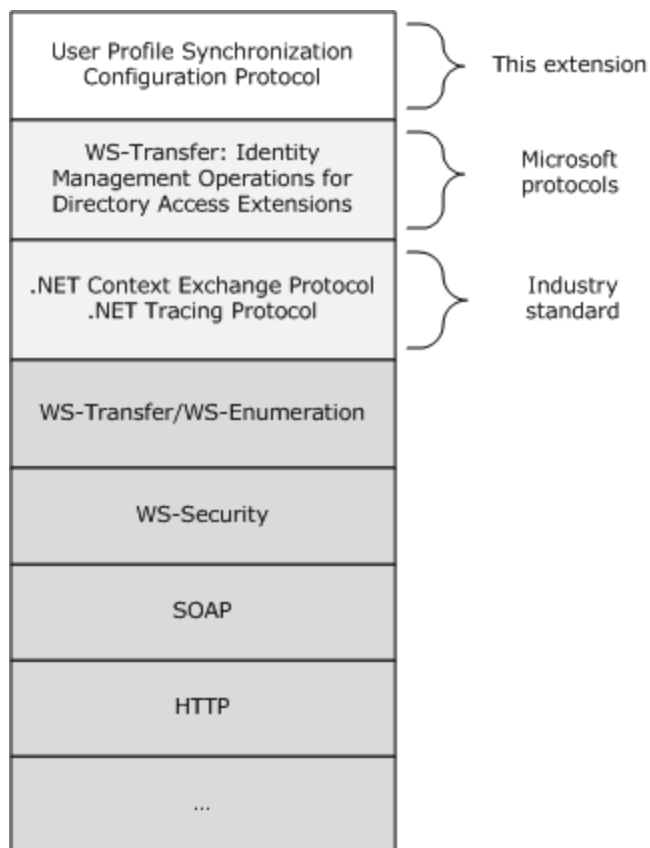 User Profile Synchronization
Configuration Protocol
This extension
WS-Transfer: Identity
Management Operations for
Directory Access Extensions
Microsoft
protocols
.NET Context Exchange Protocol
.NET Tracing Protocol
Industry
standard
WS-Transfer/WS-Enumeration
WS-Security
SOAP
HTTP
...